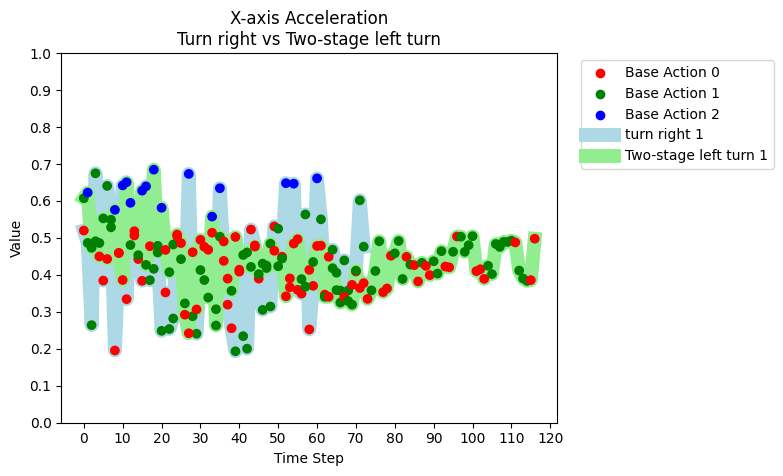 X-axis Acceleration
Turn right vs Two-stage left turn
Value
1.0
0.9
0.8
0.7
0.6
0.5
0.4
0.3
0.2
0.1
0.0
0 10 20 30 40 50 60 70 80 90 100 110 120
Time Step
Base Action 0
Base Action 1
Base Action 2
turn right 1
Two-stage left turn 1